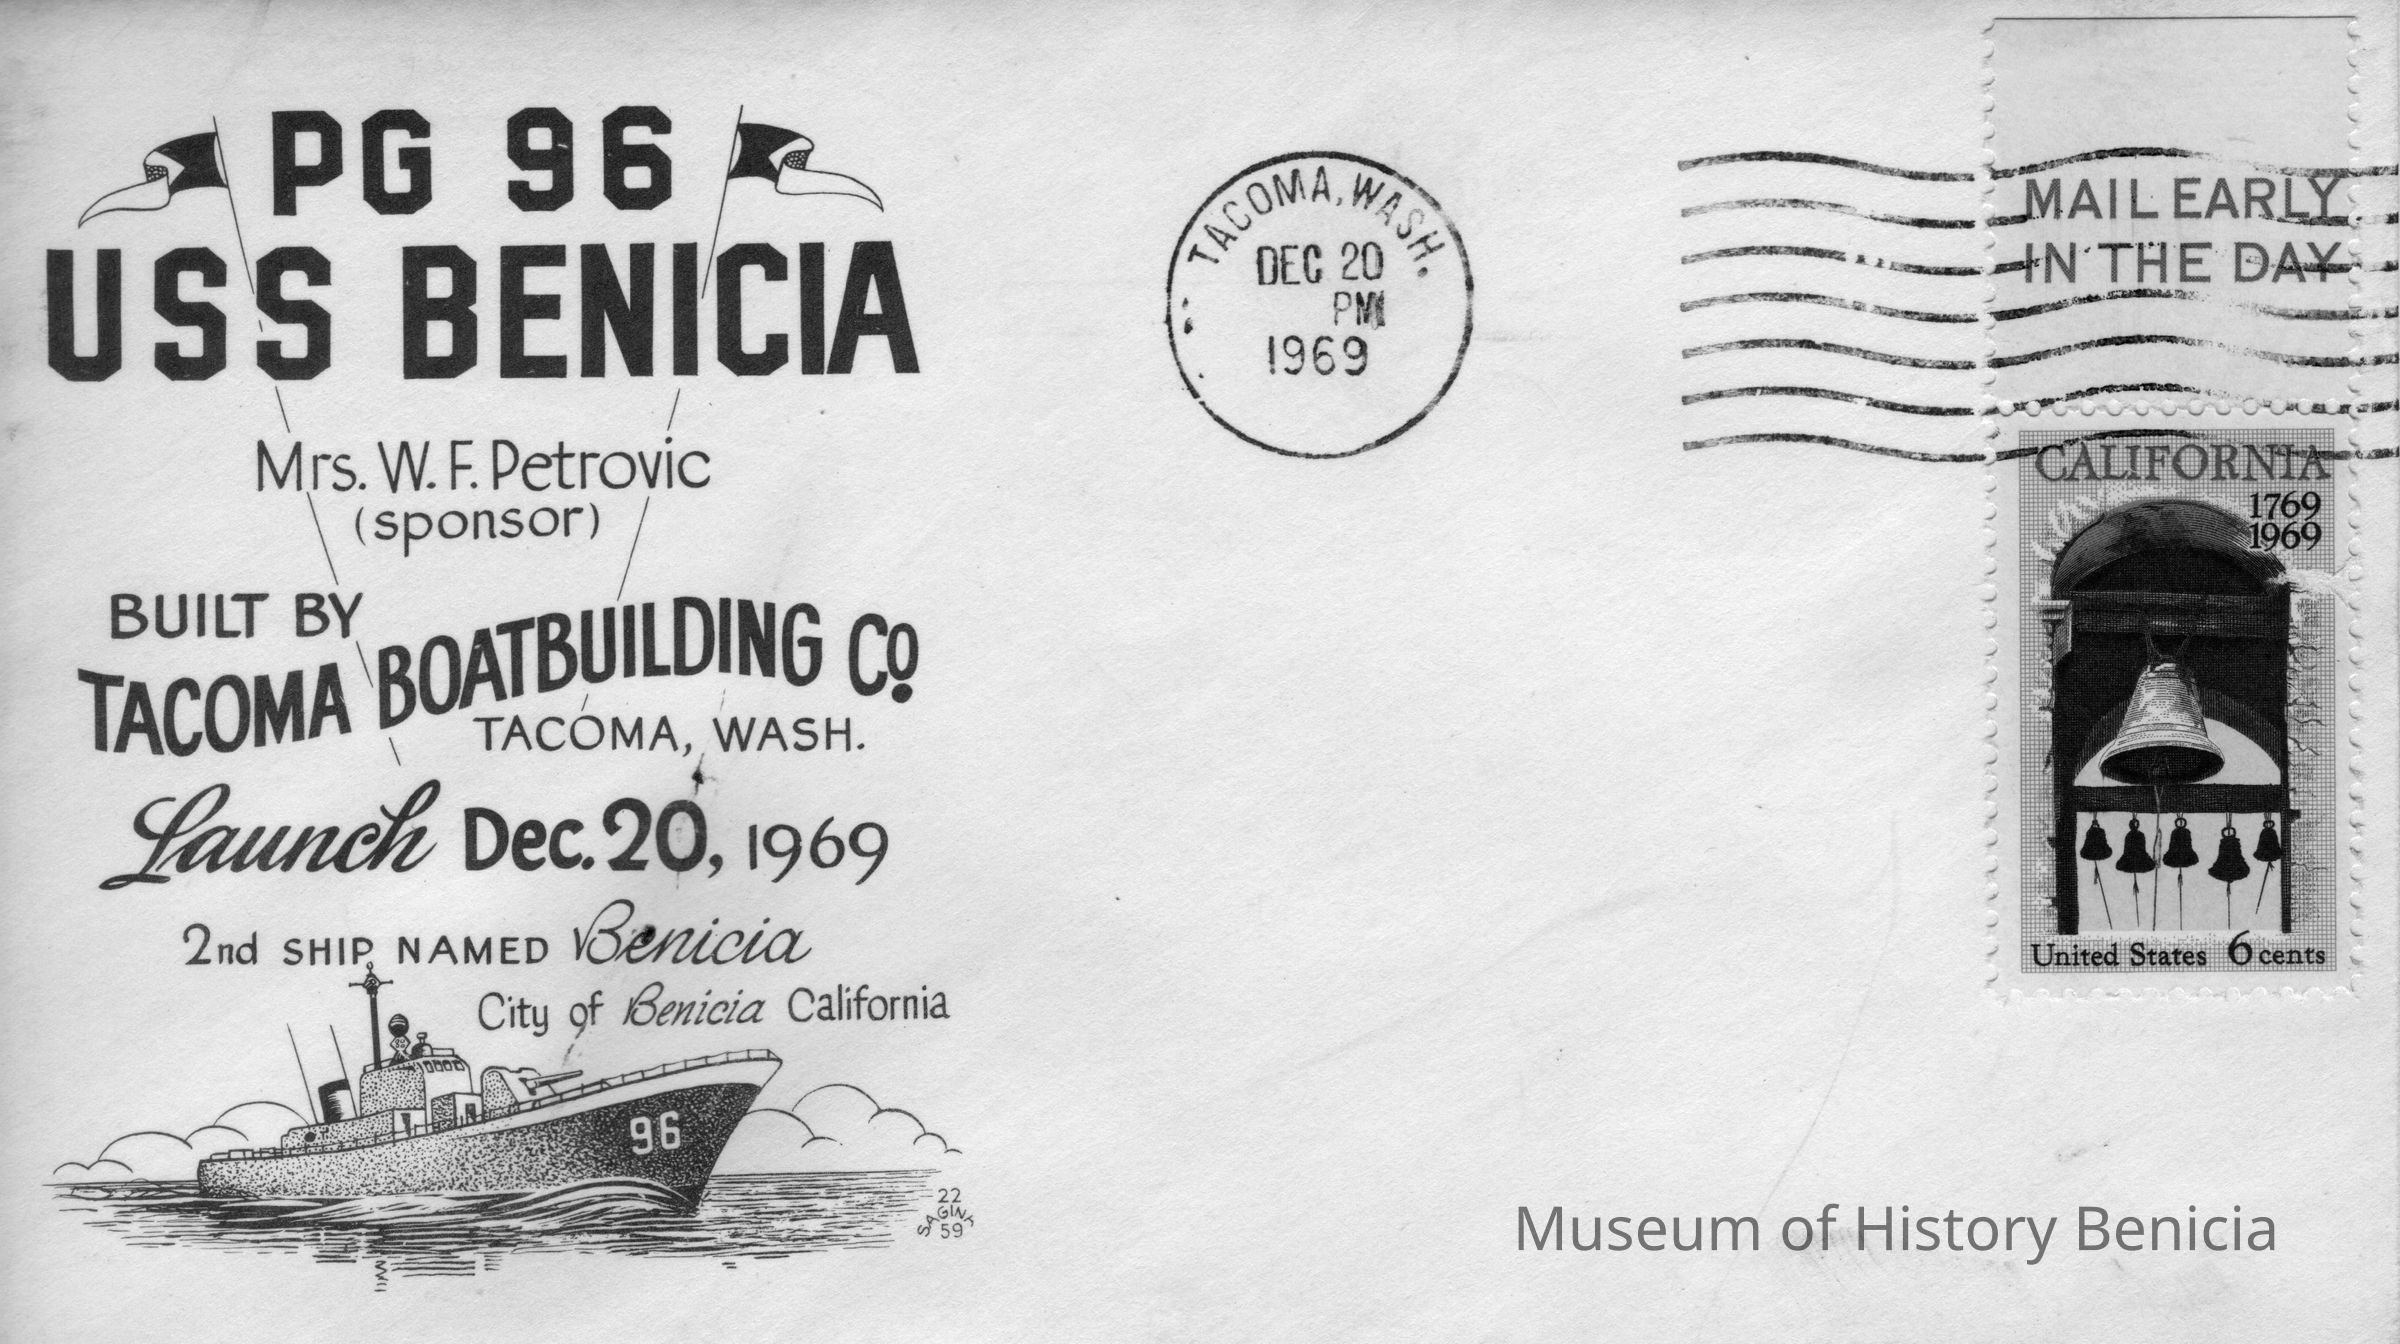 PG 96
USS BENICIA
Mrs. W. F. Petrovic
(sponsor)
BUILT BY
TACOMA BOATBUILDING Co.
TACOMA, WASH.
Launch Dec. 20, 1969
2nd SHIP NAMED Benicia
City of Benicia California
96
22
59
TACOMA, WASH.
DEC 20
PM
1969
MAIL EARLY
IN THE DAY
CALIFORNIA
1769
1969
United States 6 cents
Museum of History Benicia